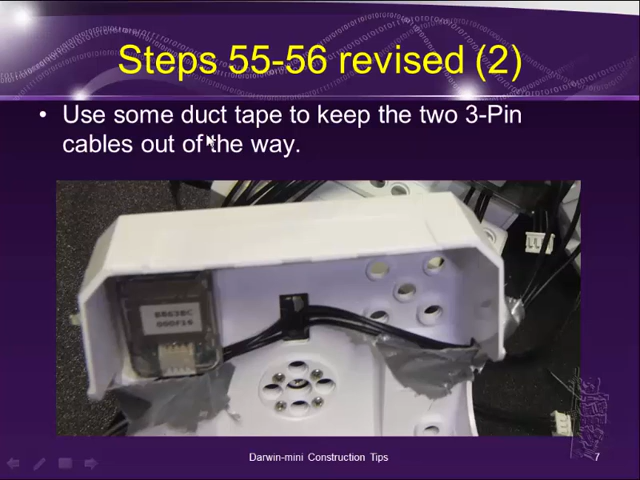 Steps 55-56 revised (2)
• Use some duct tape to keep the two 3-Pin
cables out of the way.
Darwin-mini Construction Tips
7